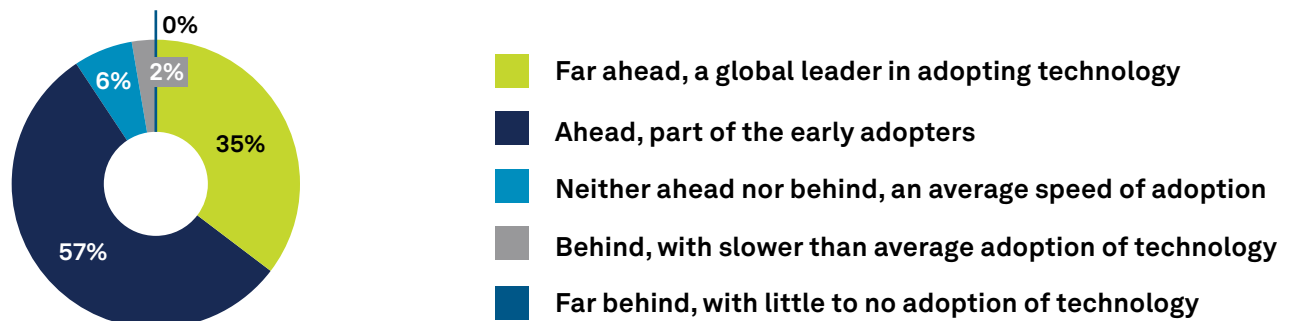 0%
2%
6%
35%
57%
Far ahead, a global leader in adopting technology
Ahead, part of the early adopters
Neither ahead nor behind, an average speed of adoption
Behind, with slower than average adoption of technology
Far behind, with little to no adoption of technology